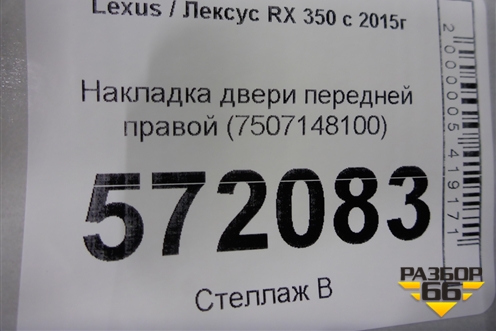 Lexus / Лексус RX 350 с 2015г
Накладка двери передней
правой (7507148100)
572083
Стеллаж В
2000005419171
РАЗБОР
66